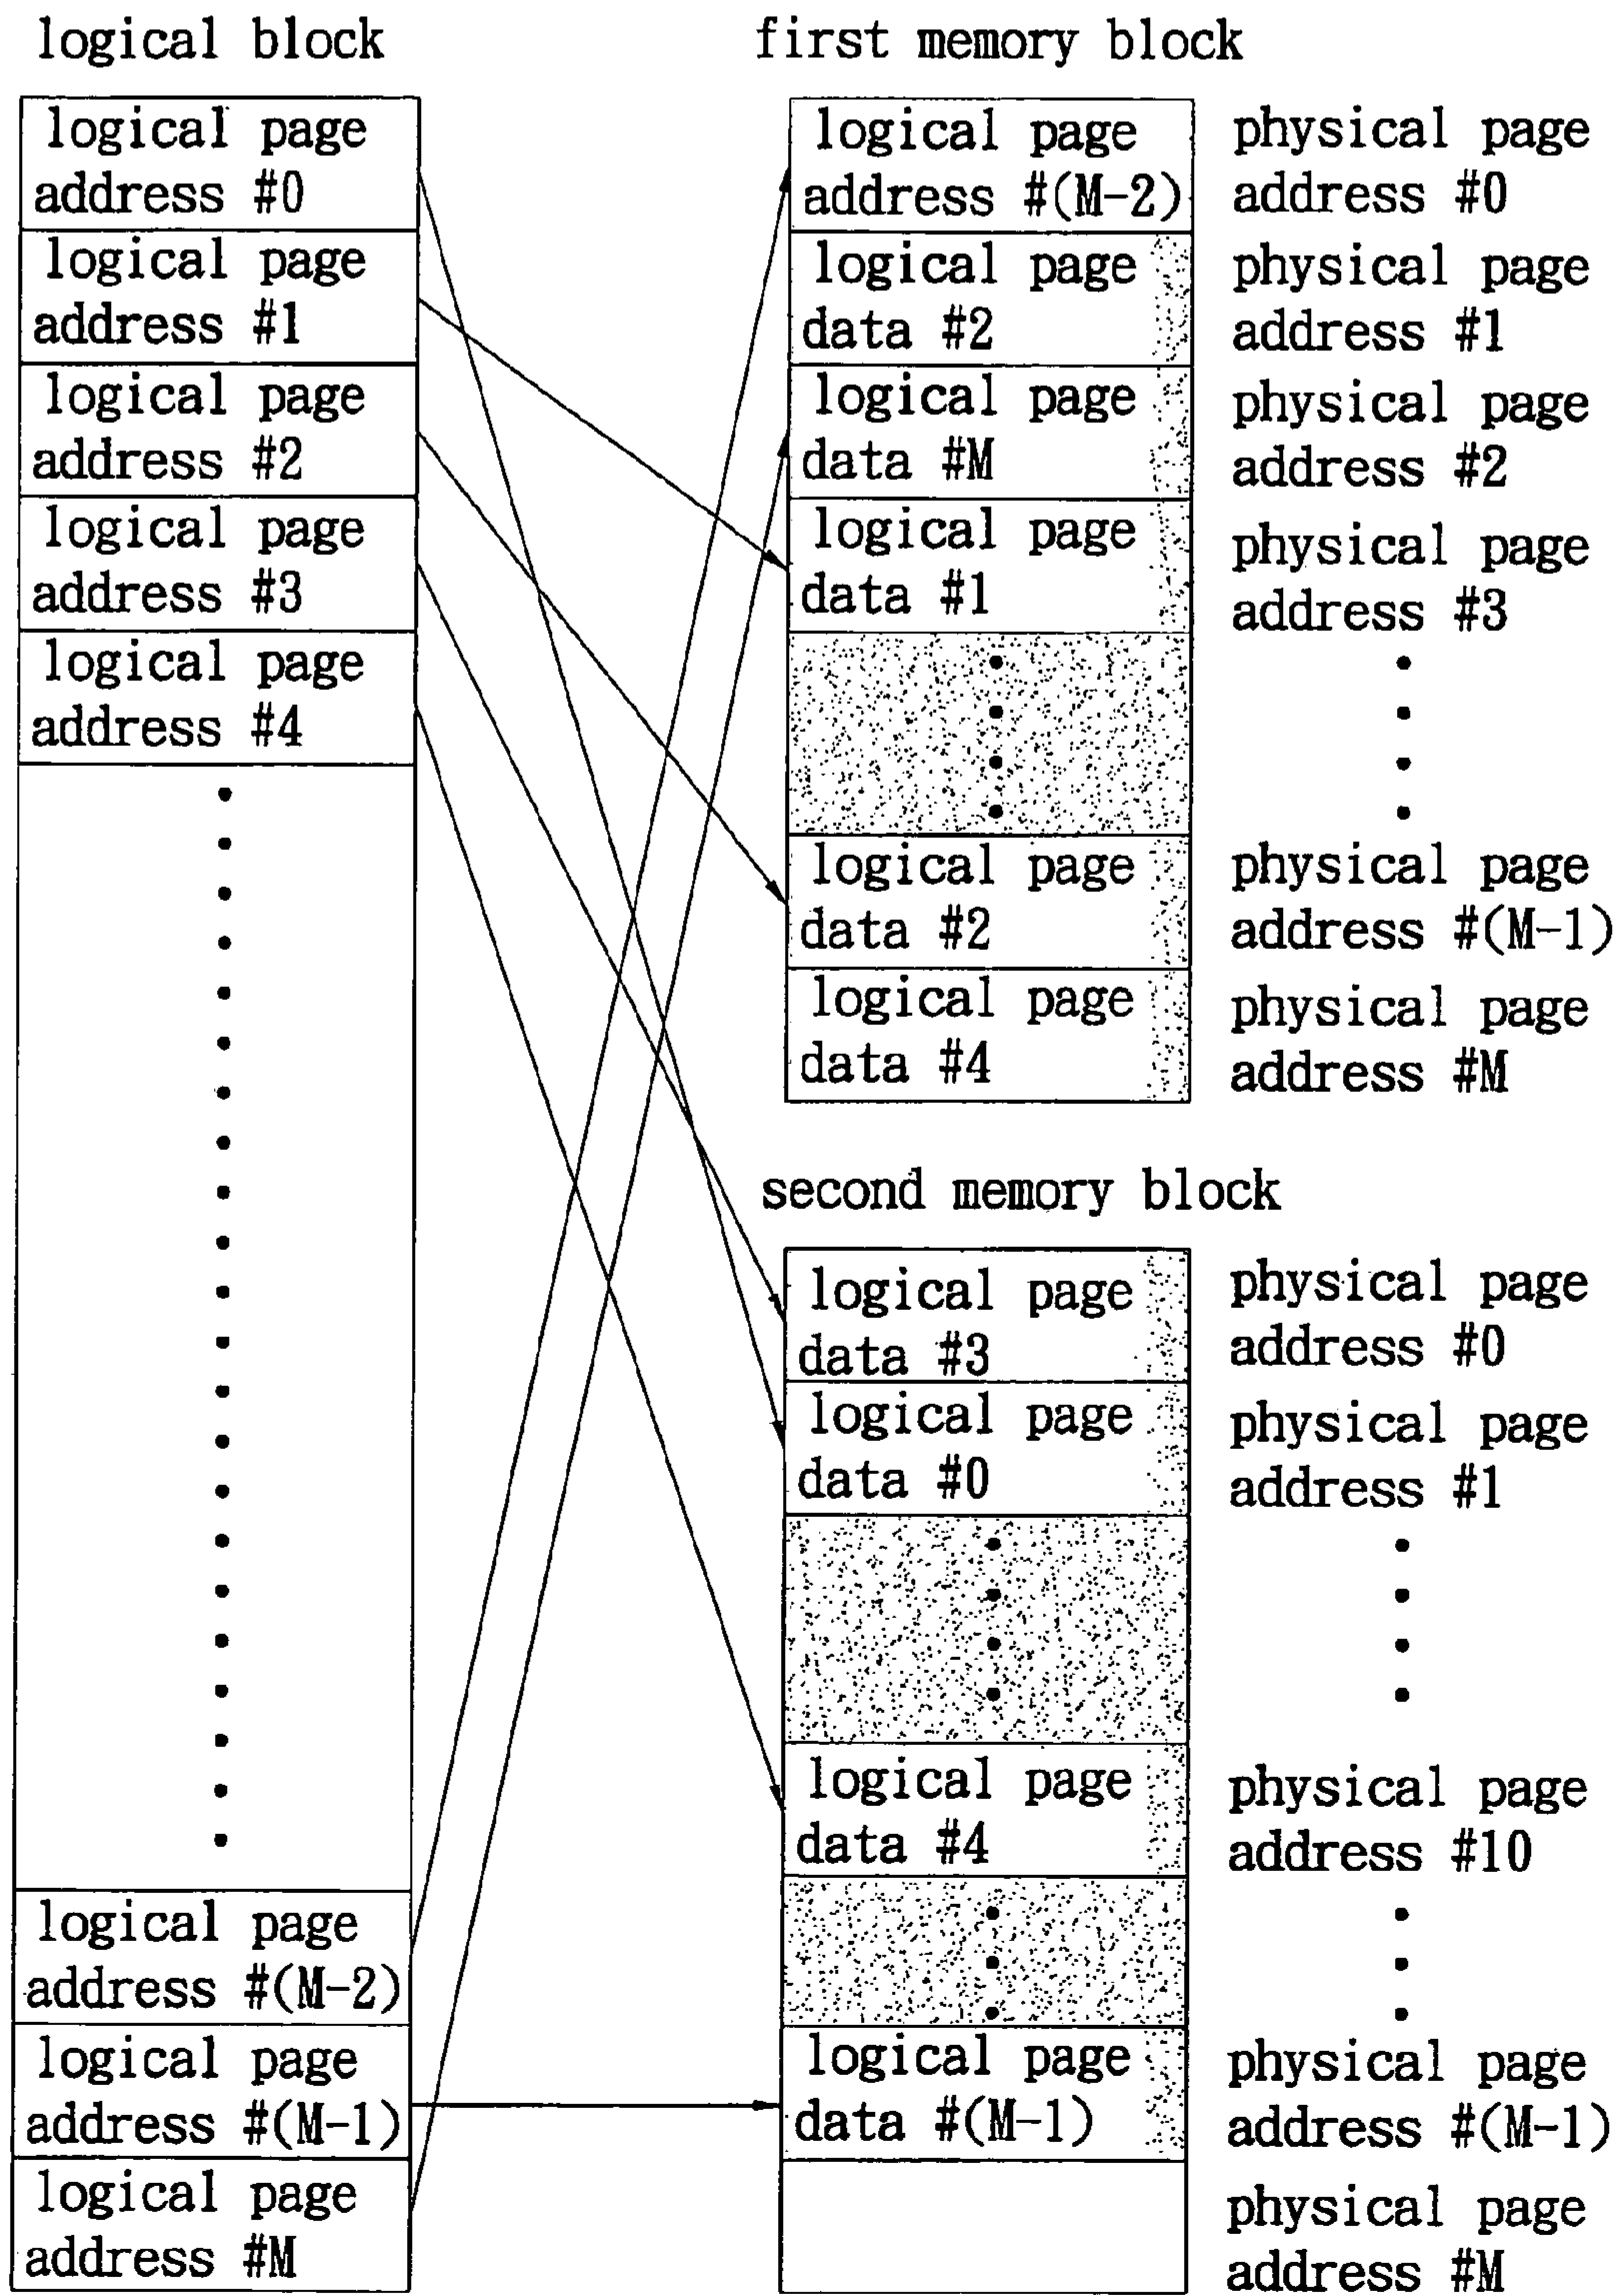 logical block
logical page
address #0
logical page
address #1
logical page
address #2
logical page
address #3
logical page
address #4
logical page
address #(M-2)
logical page
address #(M-1)
logical page
address #M
first memory block
logical page
address #(M-2)
physical page
address #0
logical page
data #2
physical page
address #1
logical page
data #M
physical page
address #2
logical page
data #1
physical page
address #3
logical page
data #2
physical page
address #(M-1)
logical page
data #4
physical page
address #M
second memory block
logical page
data #3
physical page
address #0
logical page
data #0
physical page
address #1
logical page
data #4
physical page
address #10
logical page
data #(M-1)
physical page
address #(M-1)
physical page
address #M